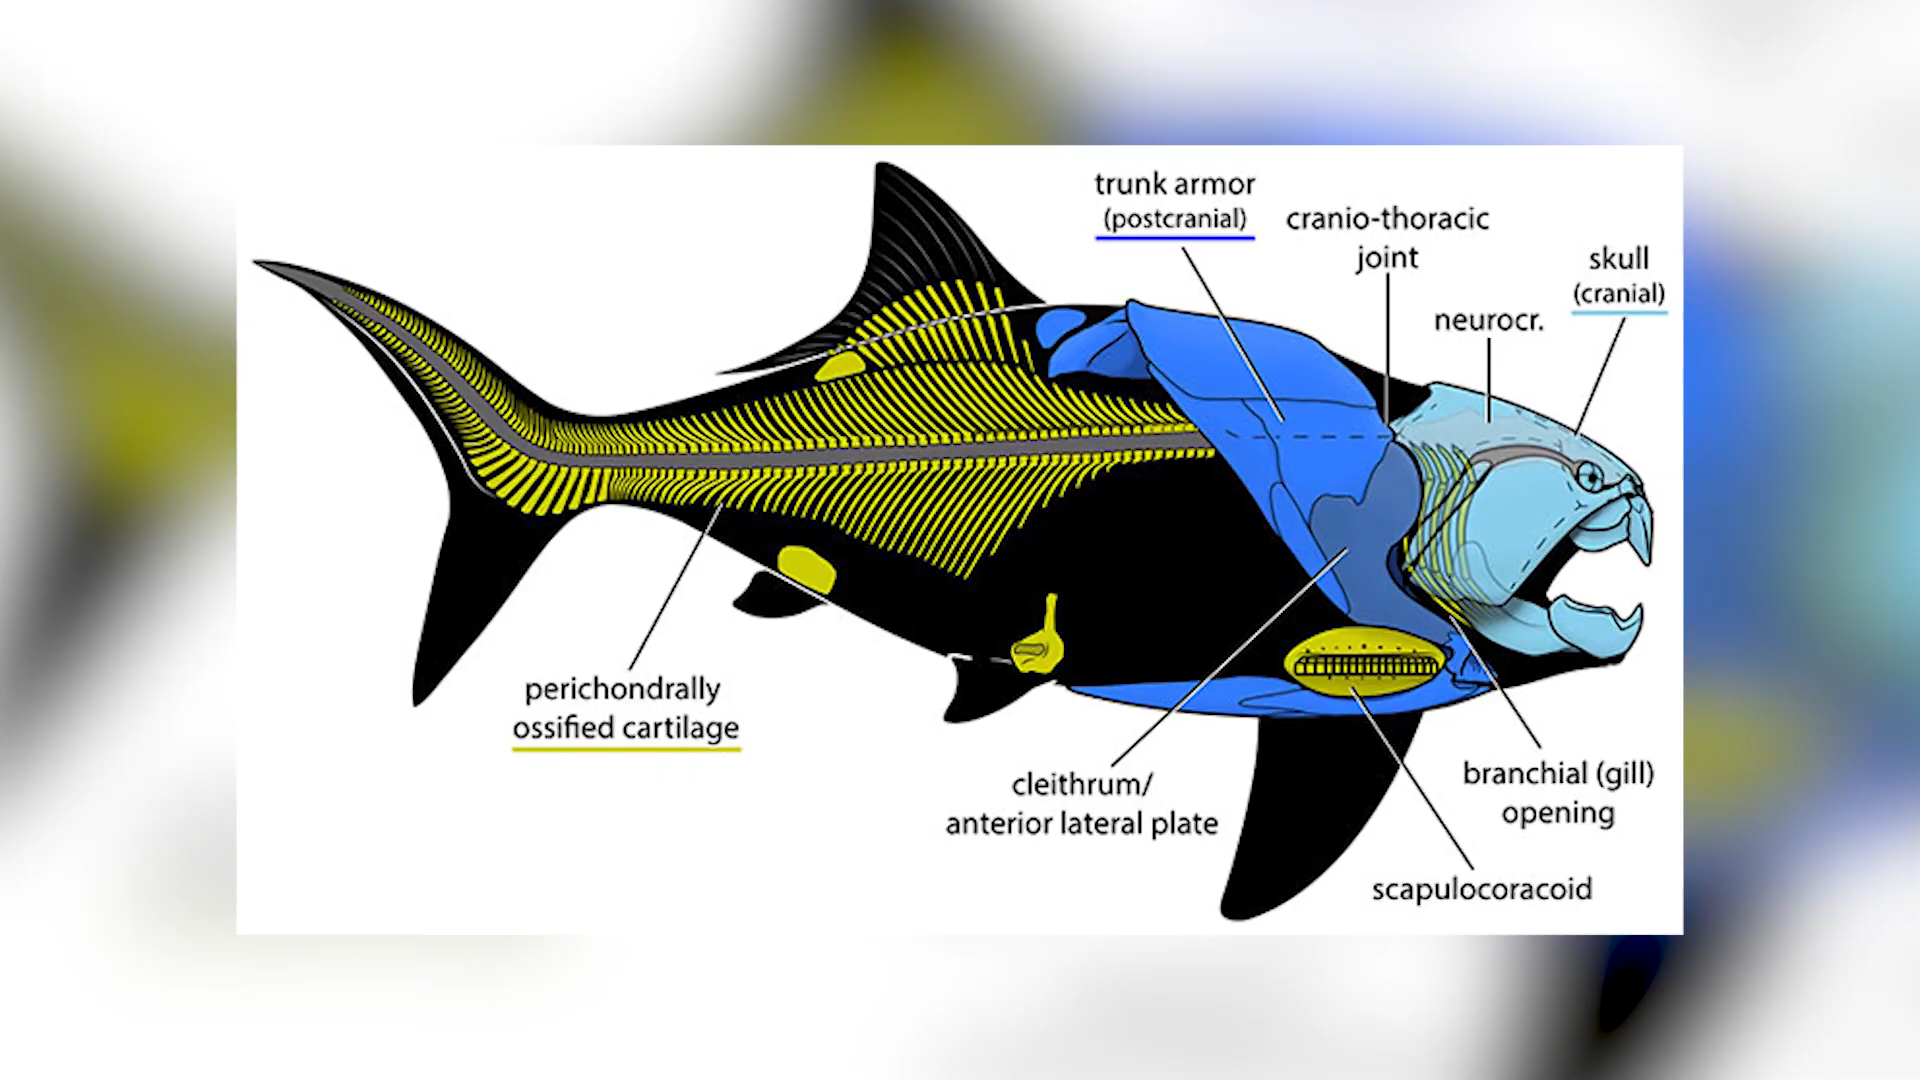 trunk armor
(postcranial)
cranio-thoracic
joint
skull
(cranial)
neurocr.
perichondrally
ossified cartilage
cleithrum/
anterior lateral plate
branchial (gill)
opening
scapulocoracoid